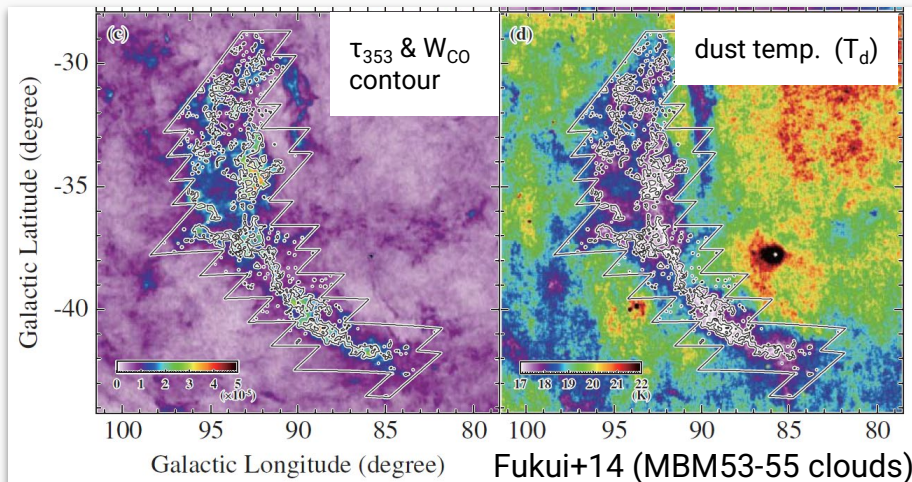 (c)
τ₃₅₃ & W_CO
contour
(d)
dust temp. (T_d)
Galactic Latitude (degree)
-30
-35
-40
0 1 2 3 4 5
(×10⁻⁵)
17 18 19 20 21 22
(K)
100 95 90 85 80
100 95 90 85 80
Galactic Longitude (degree)
Fukui+14 (MBM53-55 clouds)